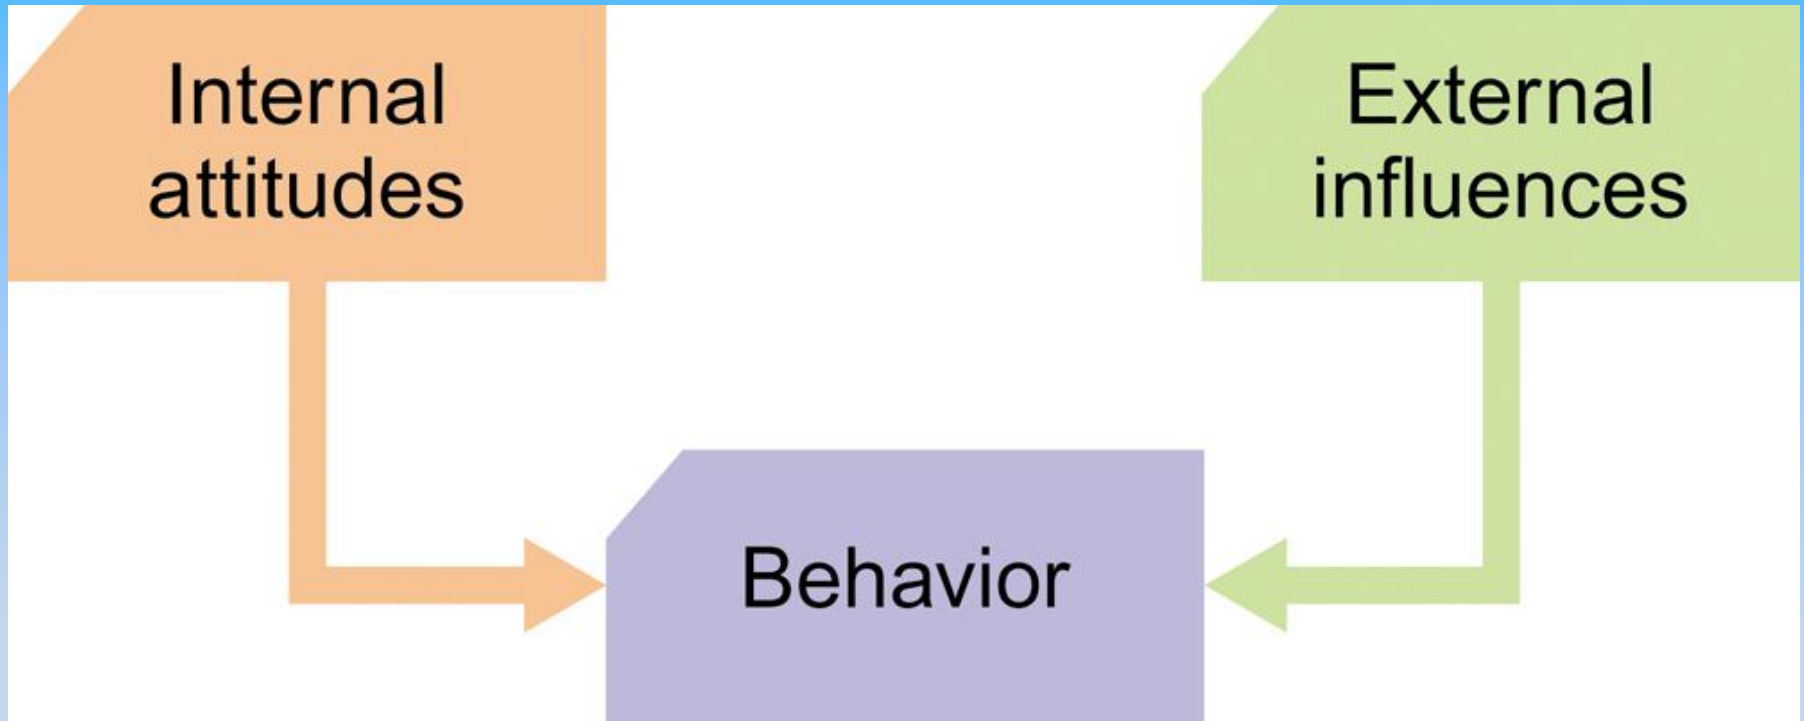 Internal
attitudes
External
influences
Behavior